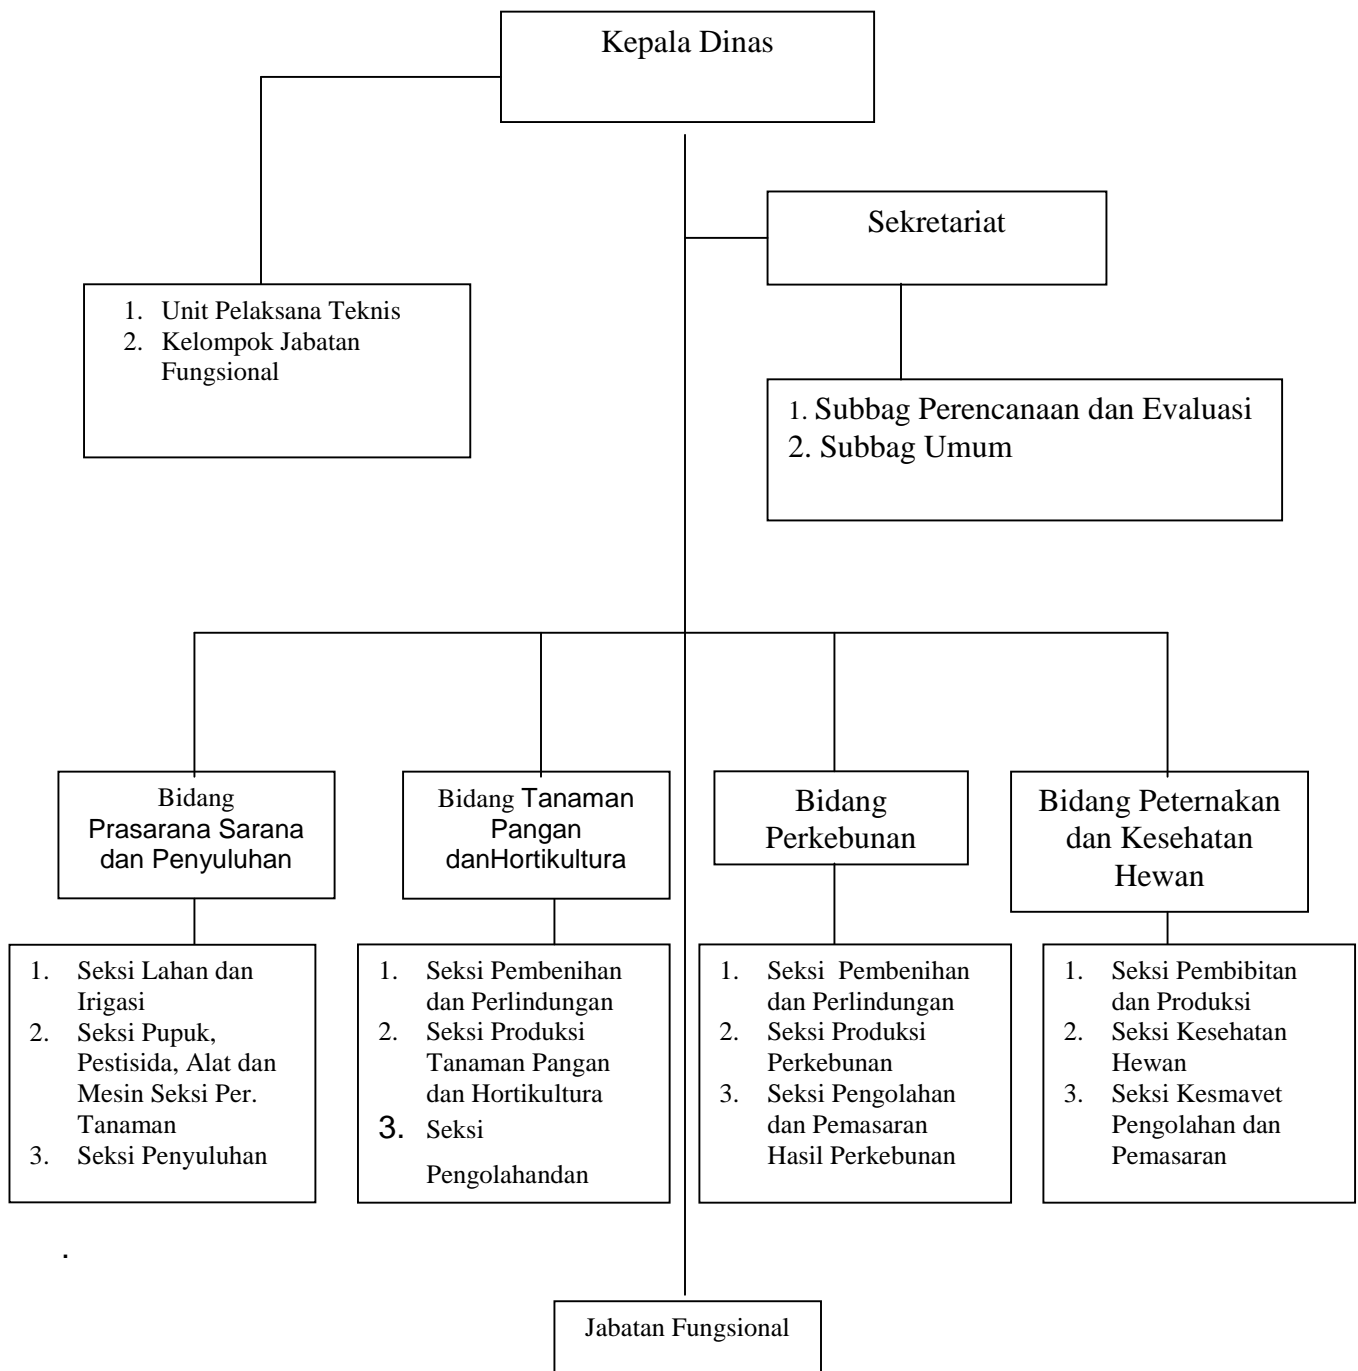 Kepala Dinas
Sekretariat
1. Unit Pelaksana Teknis
2. Kelompok Jabatan
Fungsional
1. Subbag Perencanaan dan Evaluasi
2. Subbag Umum
Bidang
Prasarana Sarana
dan Penyuluhan
Bidang Tanaman
Pangan
danHortikultura
Bidang
Perkebunan
Bidang Peternakan
dan Kesehatan
Hewan
1. Seksi Lahan dan
Irigasi
2. Seksi Pupuk,
Pestisida, Alat dan
Mesin Seksi Per.
Tanaman
3. Seksi Penyuluhan
1. Seksi Pembenihan
dan Perlindungan
2. Seksi Produksi
Tanaman Pangan
dan Hortikultura
3. Seksi
Pengolahandan
1. Seksi Pembenihan
dan Perlindungan
2. Seksi Produksi
Perkebunan
3. Seksi Pengolahan
dan Pemasaran
Hasil Perkebunan
1. Seksi Pembibitan
dan Produksi
2. Seksi Kesehatan
Hewan
3. Seksi Kesmavet
Pengolahan dan
Pemasaran
.
Jabatan Fungsional